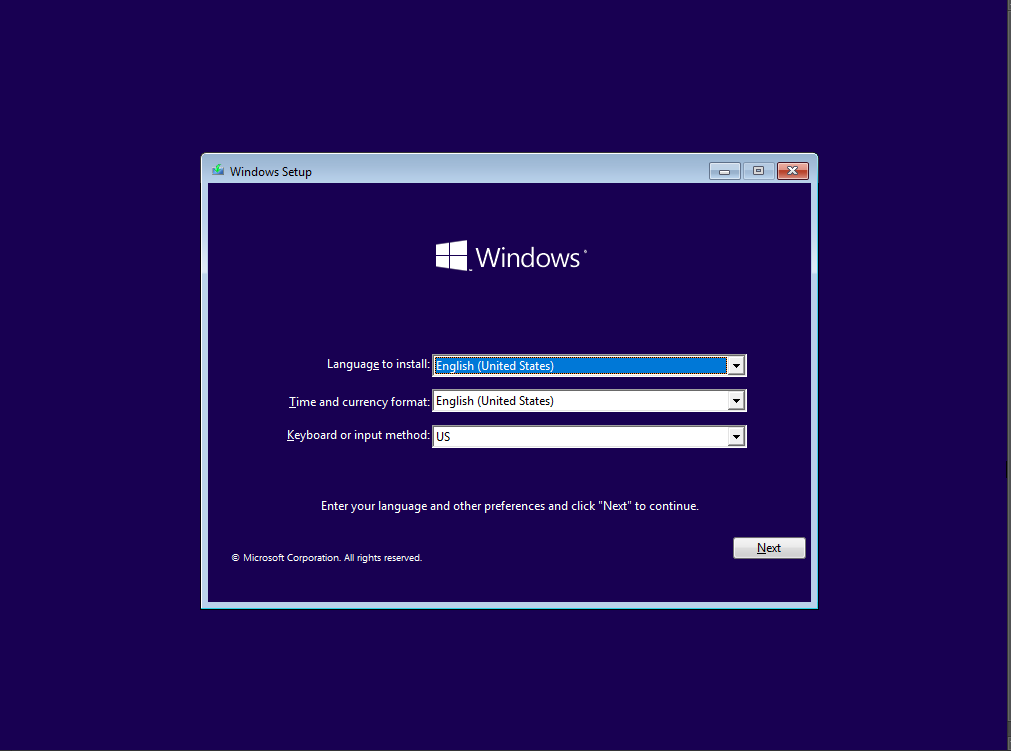 Windows Setup
Windows
Language to install: English (United States)
Time and currency format: English (United States)
Keyboard or input method: US
Enter your language and other preferences and click "Next" to continue.
Next
© Microsoft Corporation. All rights reserved.